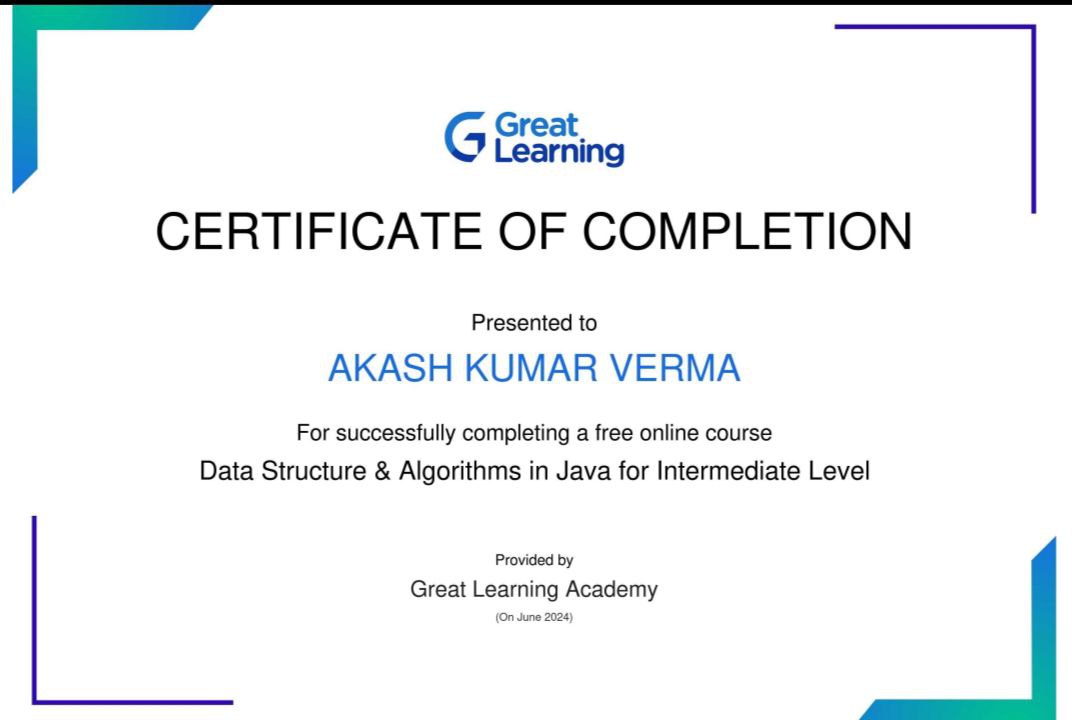 Great
Learning
CERTIFICATE OF COMPLETION
Presented to
AKASH KUMAR VERMA
For successfully completing a free online course
Data Structure & Algorithms in Java for Intermediate Level
Provided by
Great Learning Academy
(On June 2024)